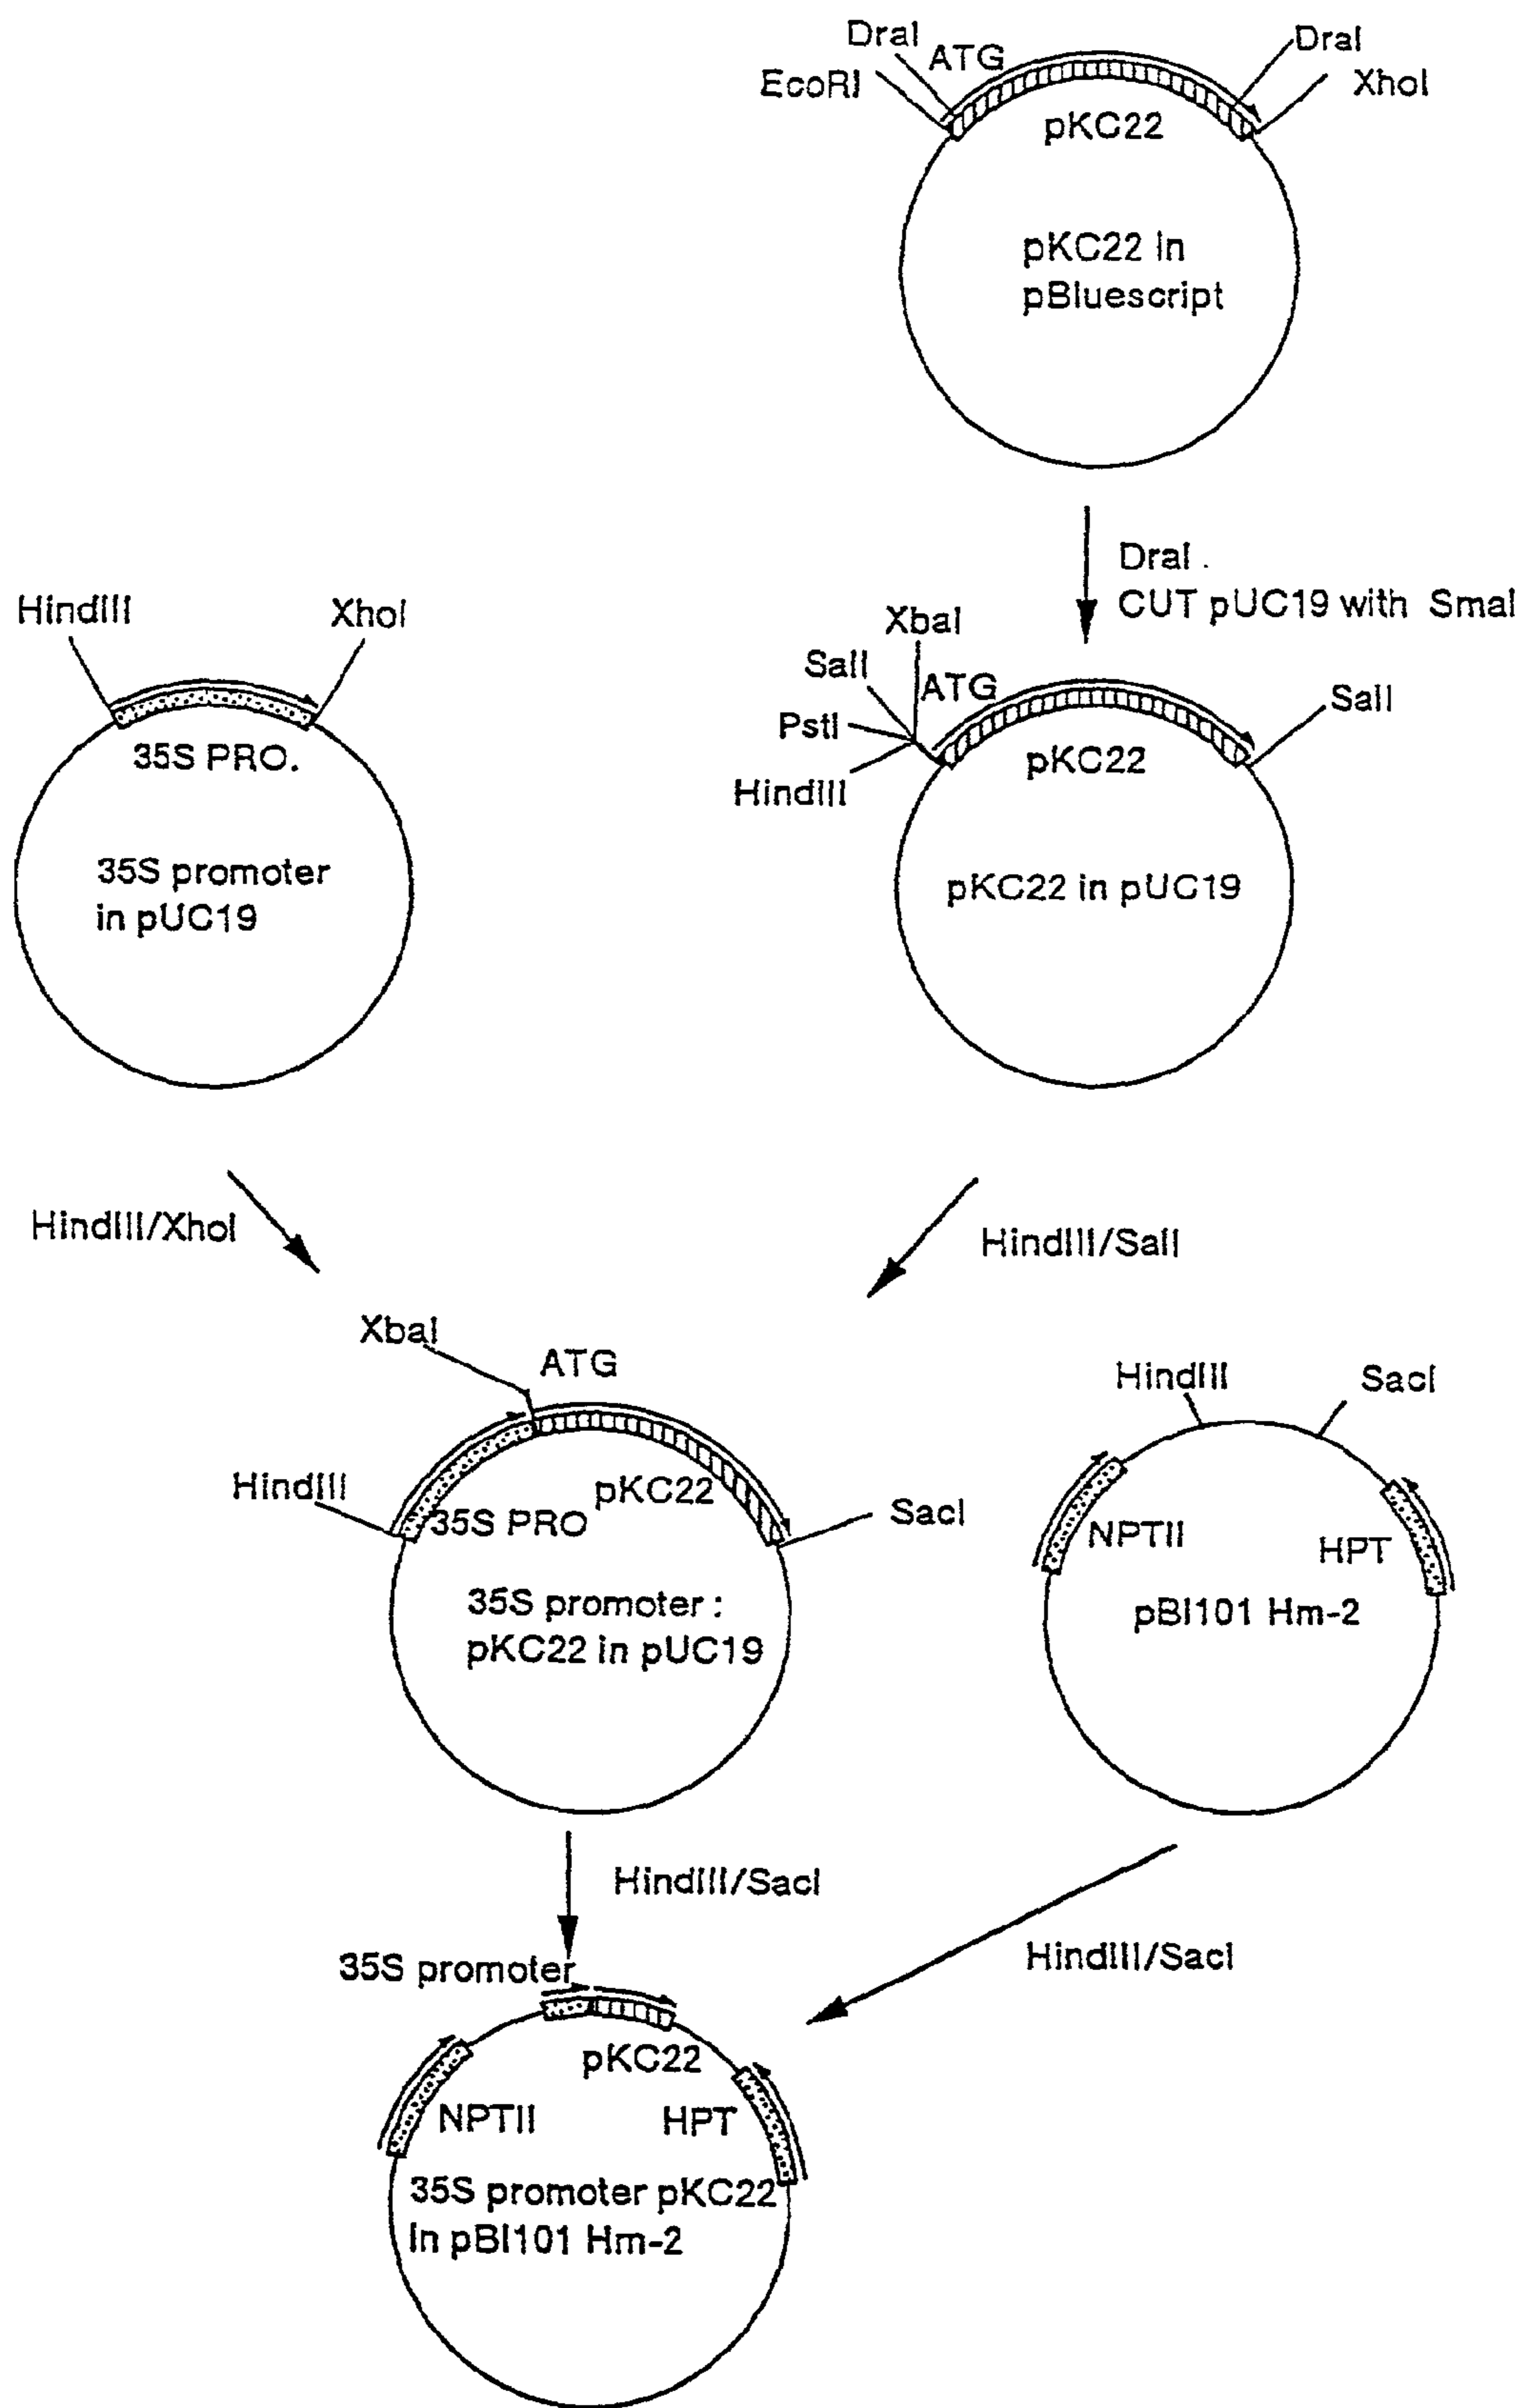 DraI
ATG
DraI
EcoRI
XhoI
pKC22
pKC22 in
pBluescript
DraI .
CUT pUC19 with SmaI
HindIII
XhoI
35S PRO.
35S promoter
in pUC19
XbaI
SalI
ATG
PstI
HindIII
SalI
pKC22
pKC22 in pUC19
HindIII/XhoI
HindIII/SalI
XbaI
ATG
HindIII
35S PRO
pKC22
SacI
35S promoter :
pKC22 in pUC19
HindIII
SacI
NPTII
HPT
pBI101 Hm-2
HindIII/SacI
HindIII/SacI
35S promoter
pKC22
NPTII
HPT
35S promoter pKC22
in pBI101 Hm-2